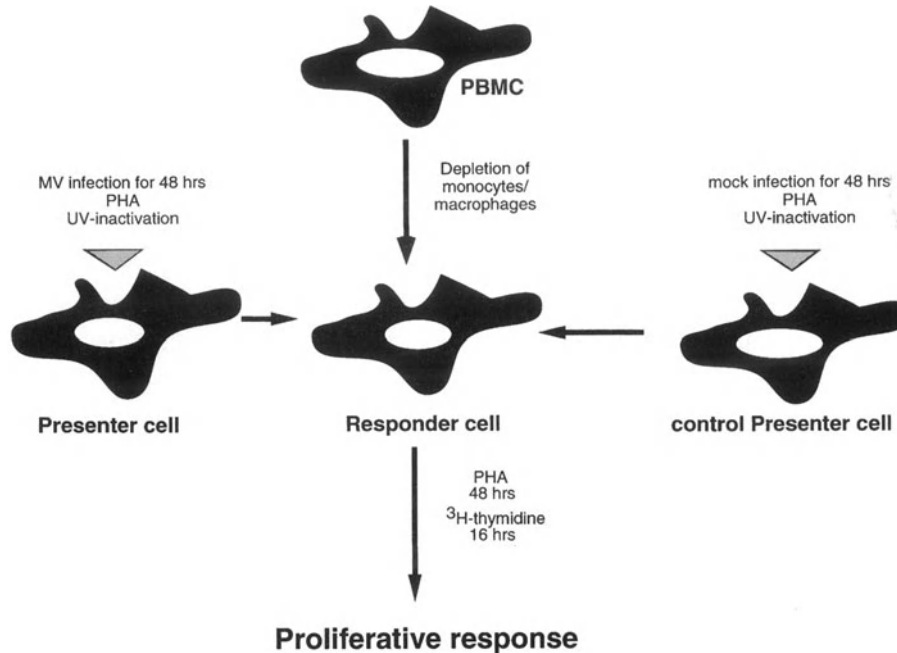 PBMC
Depletion of
monocytes/
macrophages
MV infection for 48 hrs
PHA
UV-inactivation
mock infection for 48 hrs
PHA
UV-inactivation
Presenter cell
Responder cell
control Presenter cell
PHA
48 hrs
³H-thymidine
16 hrs
Proliferative response